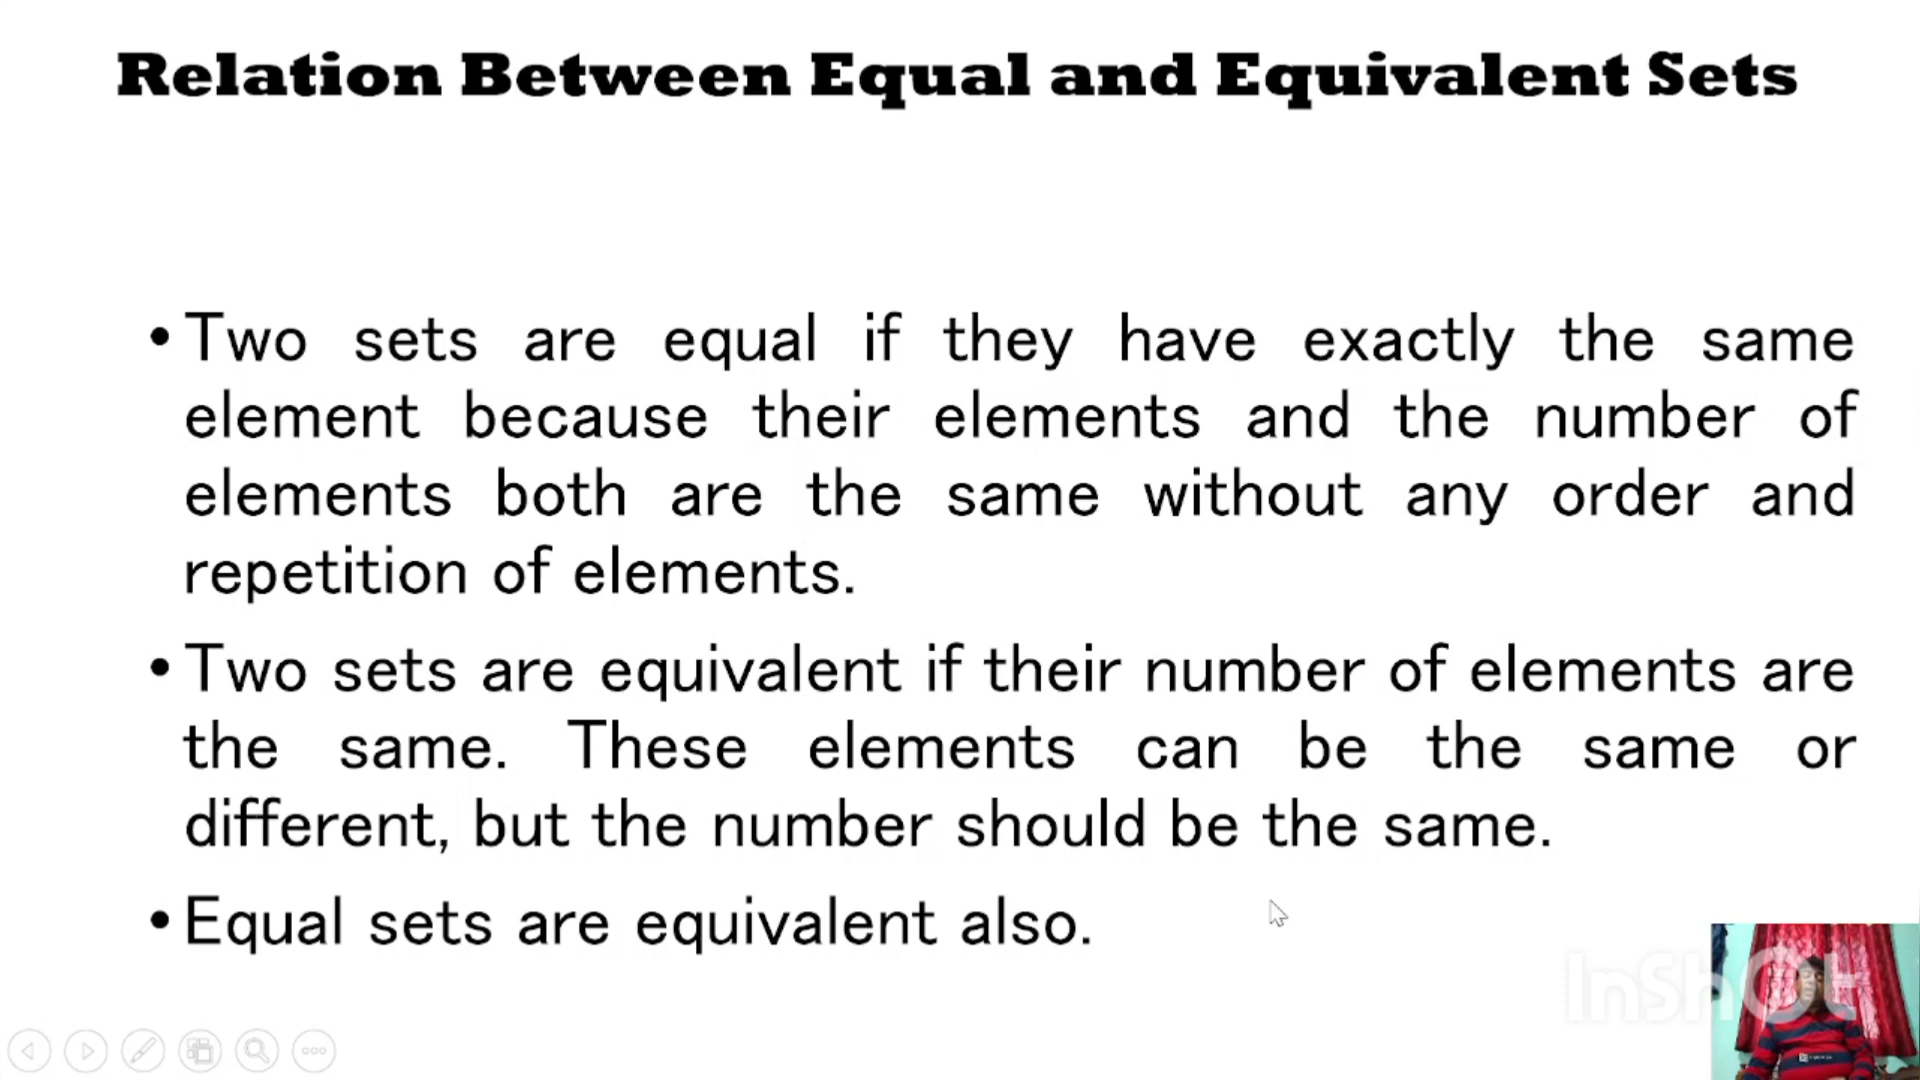 Relation Between Equal and Equivalent Sets
• Two sets are equal if they have exactly the same
element because their elements and the number of
elements both are the same without any order and
repetition of elements.
• Two sets are equivalent if their number of elements are
the same. These elements can be the same or
different, but the number should be the same.
• Equal sets are equivalent also.
InShOt